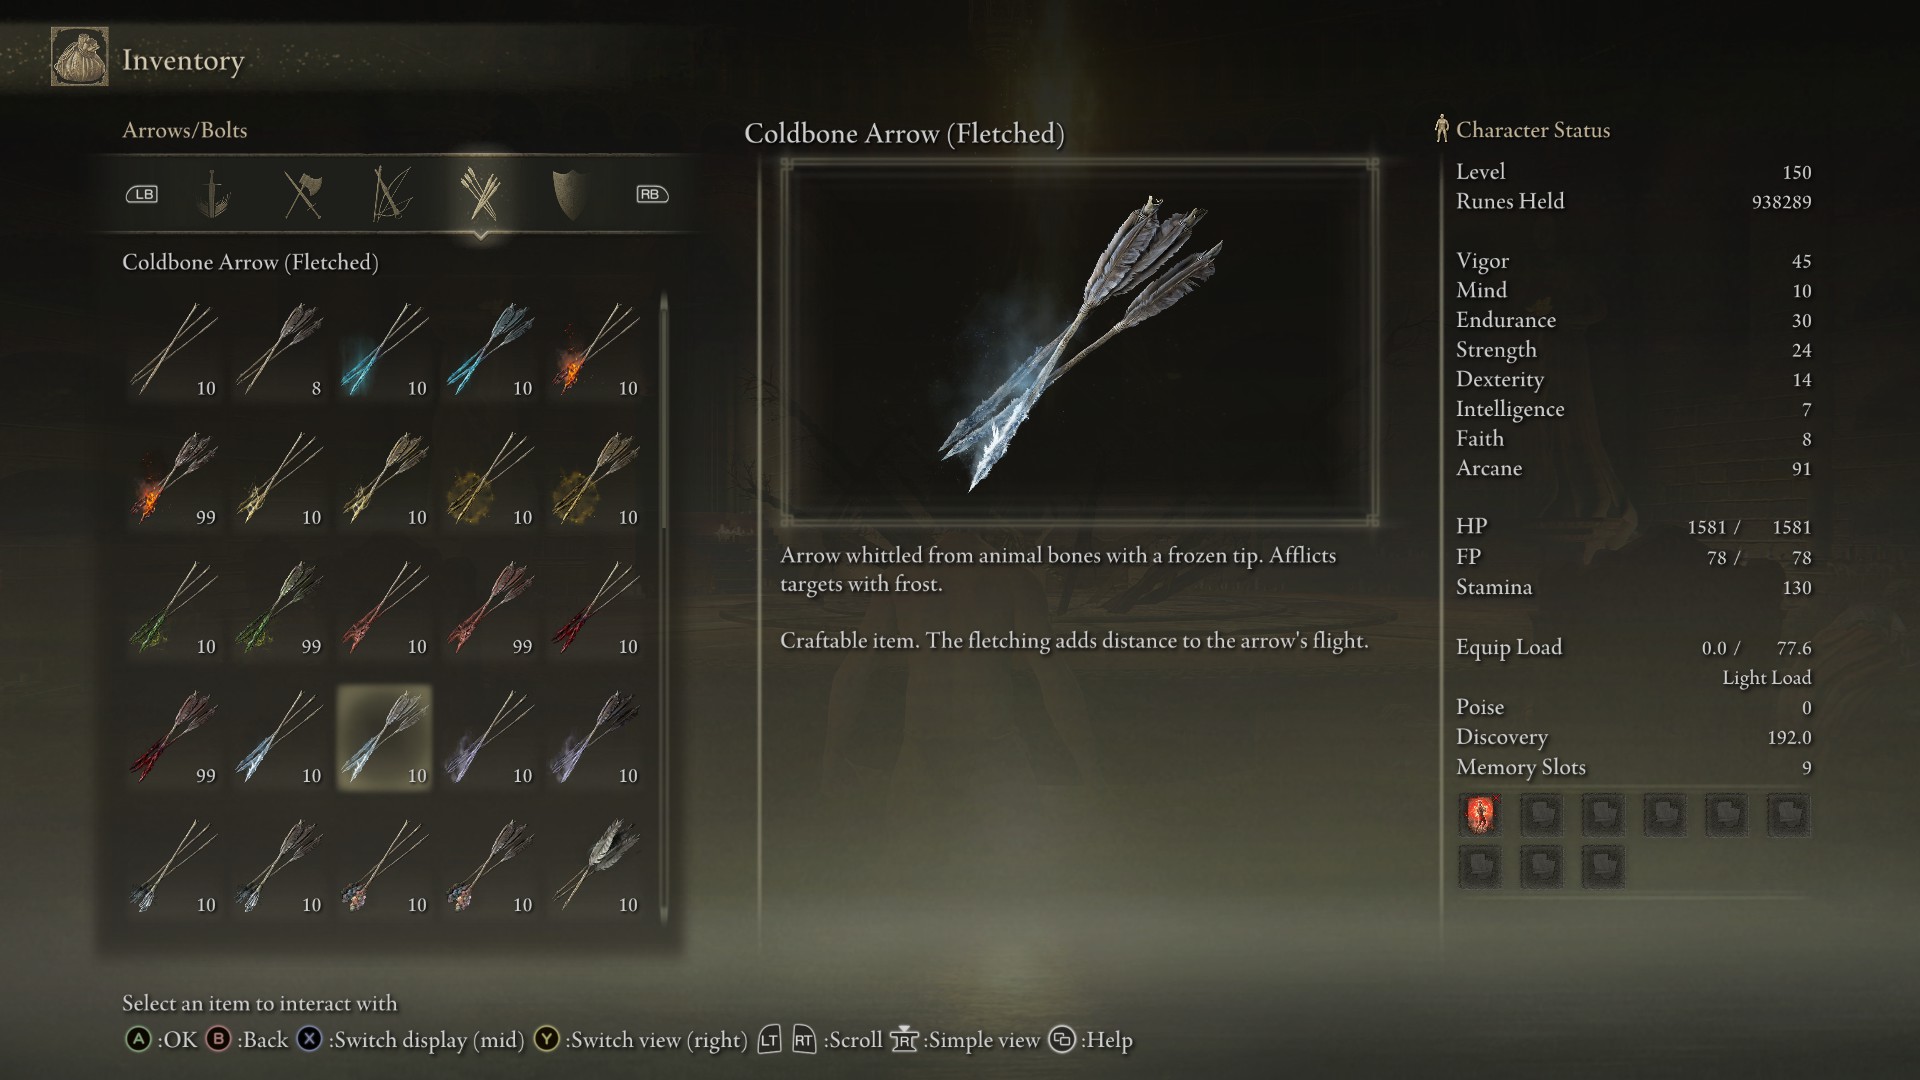 Inventory
Arrows/Bolts
LB
RB
Coldbone Arrow (Fletched)
10 8 10 10 10
99 10 10 10 10
10 99 10 99 10
99 10 10 10 10
10 10 10 10 10
Coldbone Arrow (Fletched)
Arrow whittled from animal bones with a frozen tip. Afflicts
targets with frost.
Craftable item. The fletching adds distance to the arrow's flight.
Character Status
Level 150
Runes Held 938289
Vigor 45
Mind 10
Endurance 30
Strength 24
Dexterity 14
Intelligence 7
Faith 8
Arcane 91
HP 1581 / 1581
FP 78 / 78
Stamina 130
Equip Load 0.0 / 77.6
Light Load
Poise 0
Discovery 192.0
Memory Slots 9
Select an item to interact with
A :OK B :Back X :Switch display (mid) Y :Switch view (right) LT RT :Scroll R :Simple view :Help